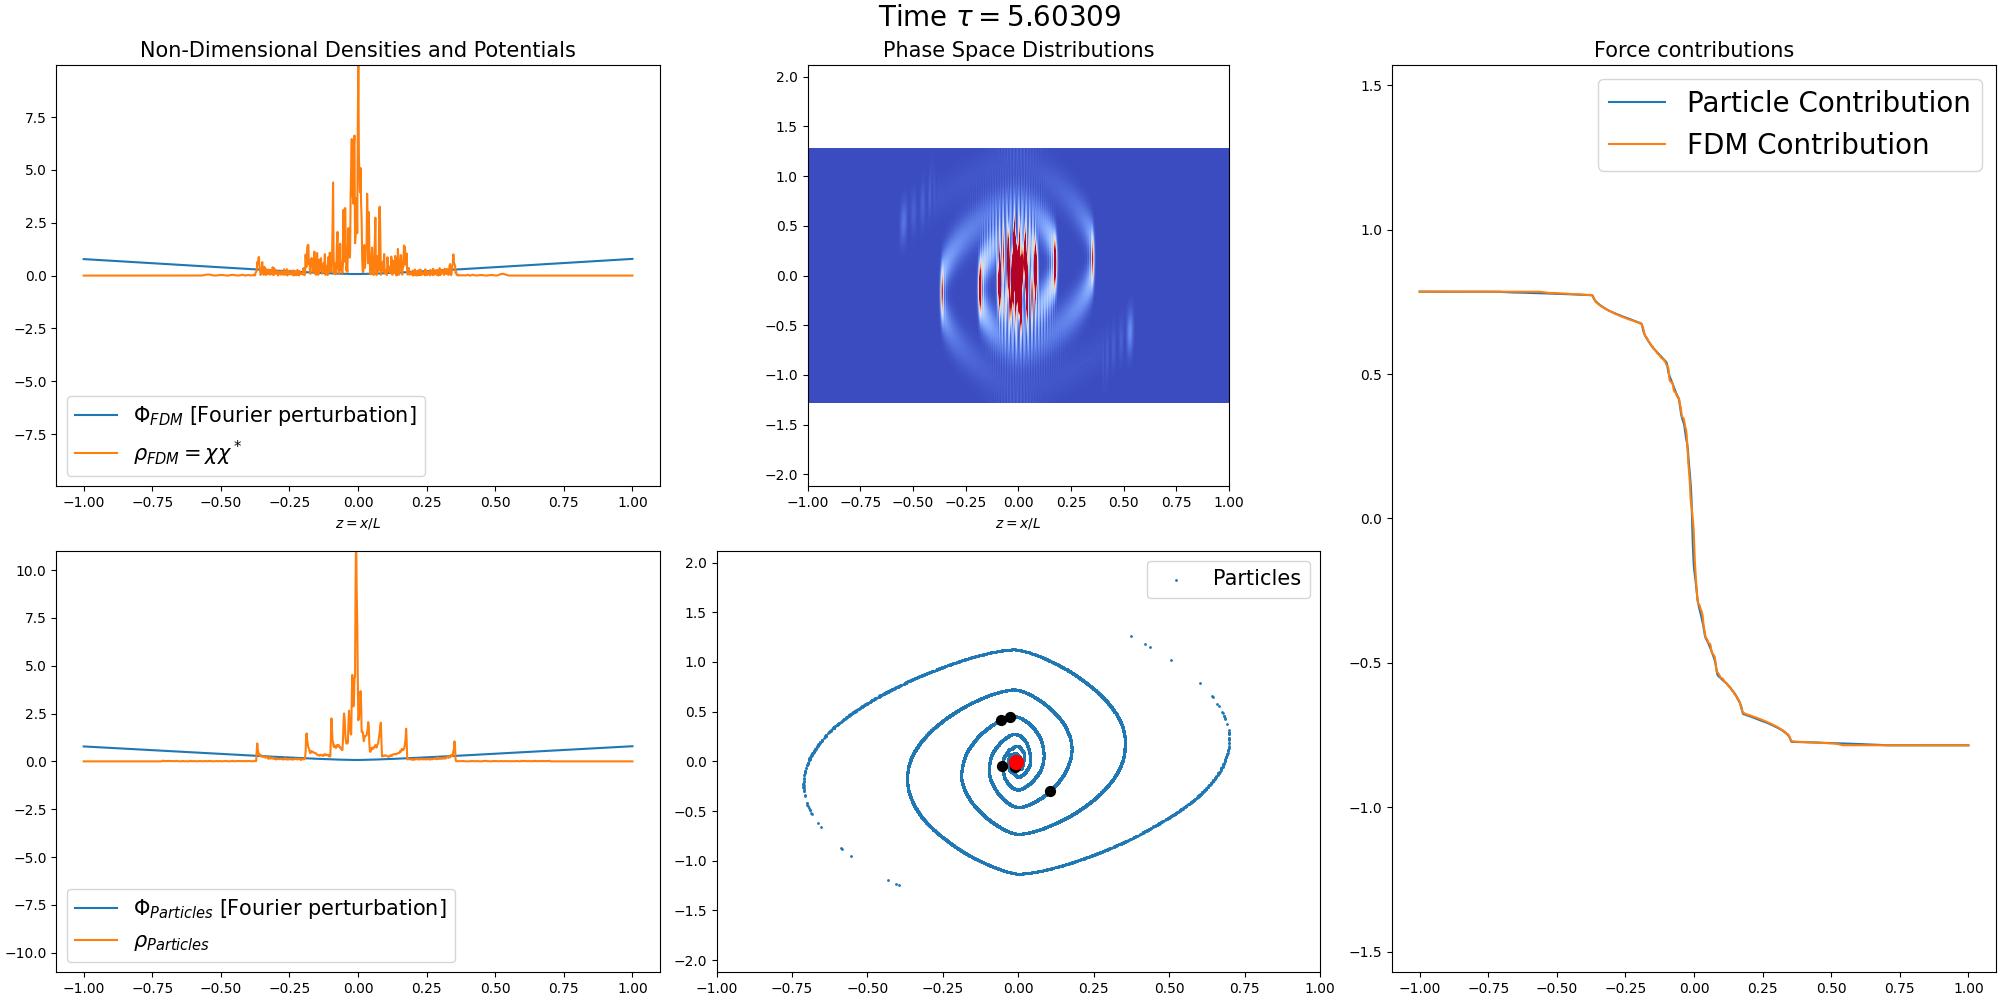 Time τ = 5.60309
Non-Dimensional Densities and Potentials
7.5
5.0
2.5
0.0
−2.5
−5.0
−7.5
Φ_FDM [Fourier perturbation]
ρ_FDM = χχ*
−1.00 −0.75 −0.50 −0.25 0.00 0.25 0.50 0.75 1.00
z = x/L
Phase Space Distributions
2.0
1.5
1.0
0.5
0.0
−0.5
−1.0
−1.5
−2.0
−1.00 −0.75 −0.50 −0.25 0.00 0.25 0.50 0.75 1.00
z = x/L
Force contributions
Particle Contribution
FDM Contribution
1.5
1.0
0.5
0.0
−0.5
−1.0
−1.5
−1.00 −0.75 −0.50 −0.25 0.00 0.25 0.50 0.75 1.00
10.0
7.5
5.0
2.5
0.0
−2.5
−5.0
−7.5
−10.0
Φ_Particles [Fourier perturbation]
ρ_Particles
−1.00 −0.75 −0.50 −0.25 0.00 0.25 0.50 0.75 1.00
Particles
2.0
1.5
1.0
0.5
0.0
−0.5
−1.0
−1.5
−2.0
−1.00 −0.75 −0.50 −0.25 0.00 0.25 0.50 0.75 1.00